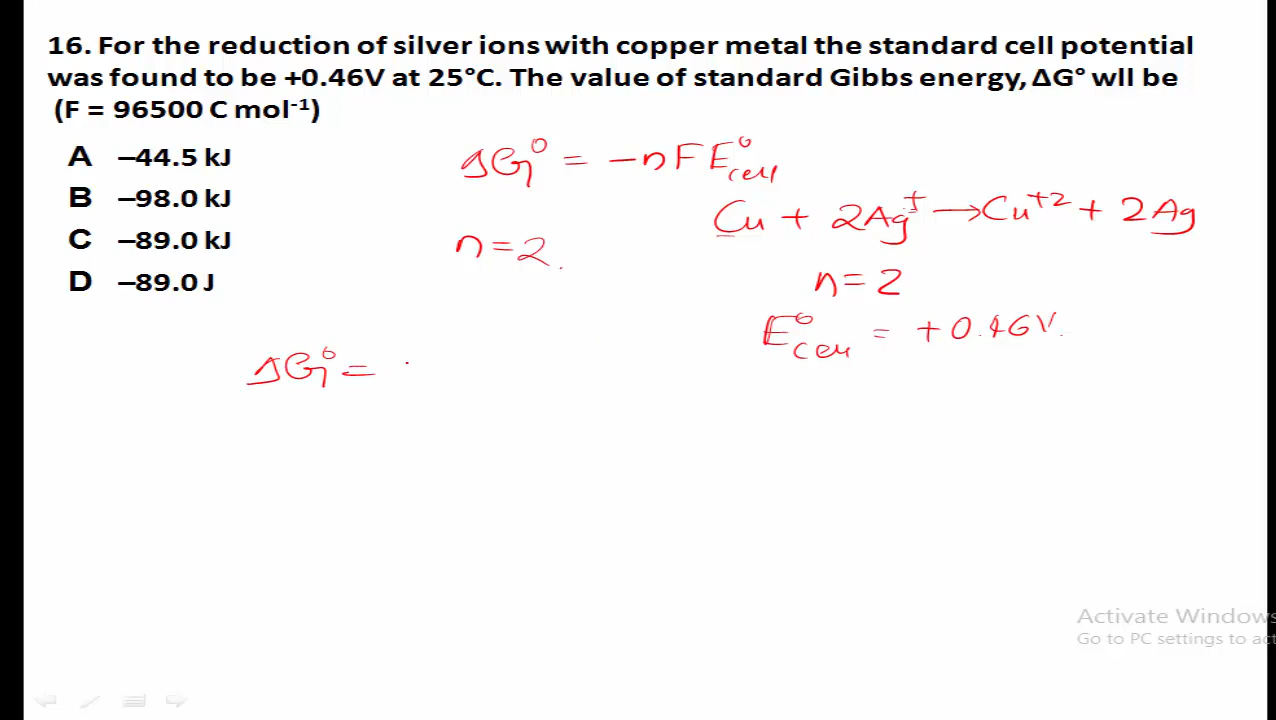 16. For the reduction of silver ions with copper metal the standard cell potential
was found to be +0.46V at 25°C. The value of standard Gibbs energy, ΔG° wll be
(F = 96500 C mol⁻¹)
A –44.5 kJ
B –98.0 kJ
C –89.0 kJ
D –89.0 J
ΔG° = –nFE°cell
Cu + 2Ag⁺ → Cu⁺² + 2Ag
n = 2
n = 2
E°cell = +0.46V
ΔG° =
Activate Windows
Go to PC settings to act